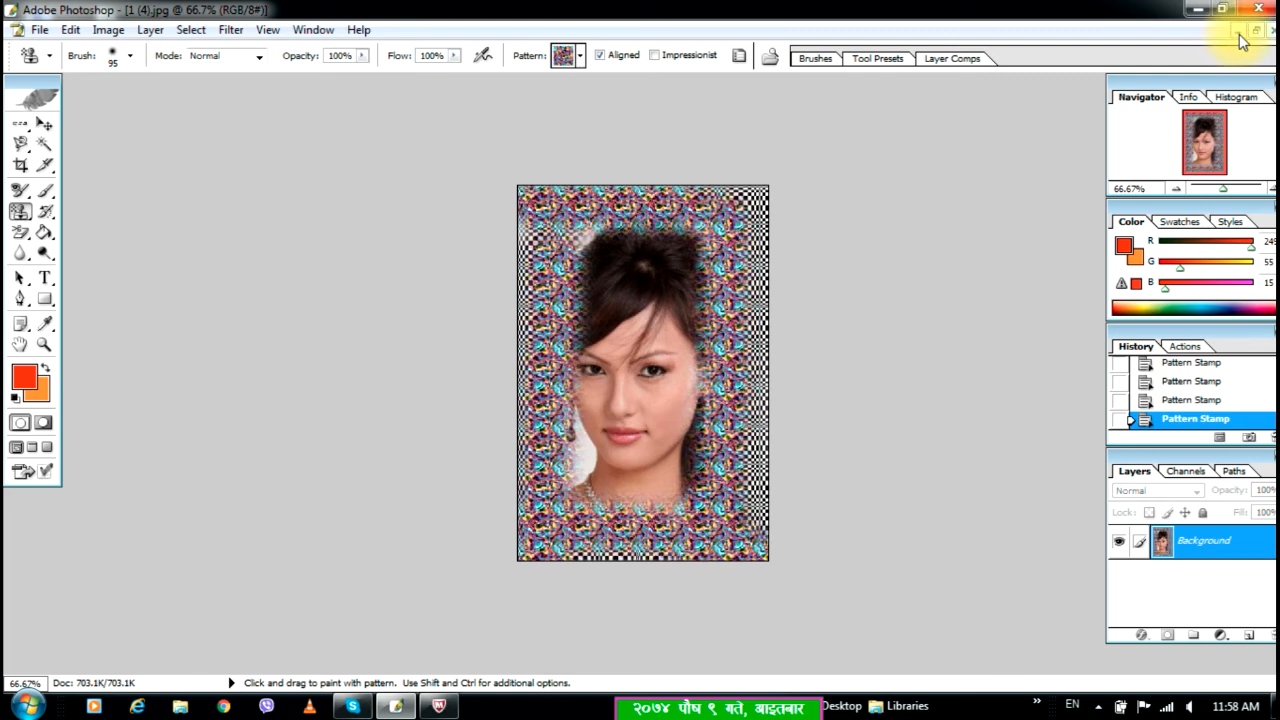 Adobe Photoshop - [1 (4).jpg @ 66.7% (RGB/8#)]
File Edit Image Layer Select Filter View Window Help
Brush: 95 Mode: Normal Opacity: 100% Flow: 100% Pattern: Aligned Impressionist Brushes Tool Presets Layer Comps
Navigator Info Histogram
66.67%
Color Swatches Styles
R 249
G 55
B 15
History Actions
Pattern Stamp
Pattern Stamp
Pattern Stamp
Pattern Stamp
Layers Channels Paths
Normal Opacity: 100%
Lock: Fill: 100%
Background
66.67% Doc: 703.1K/703.1K Click and drag to paint with pattern. Use Shift and Ctrl for additional options.
२०७४ पौष ९ गते, आइतबार Desktop Libraries EN 11:58 AM